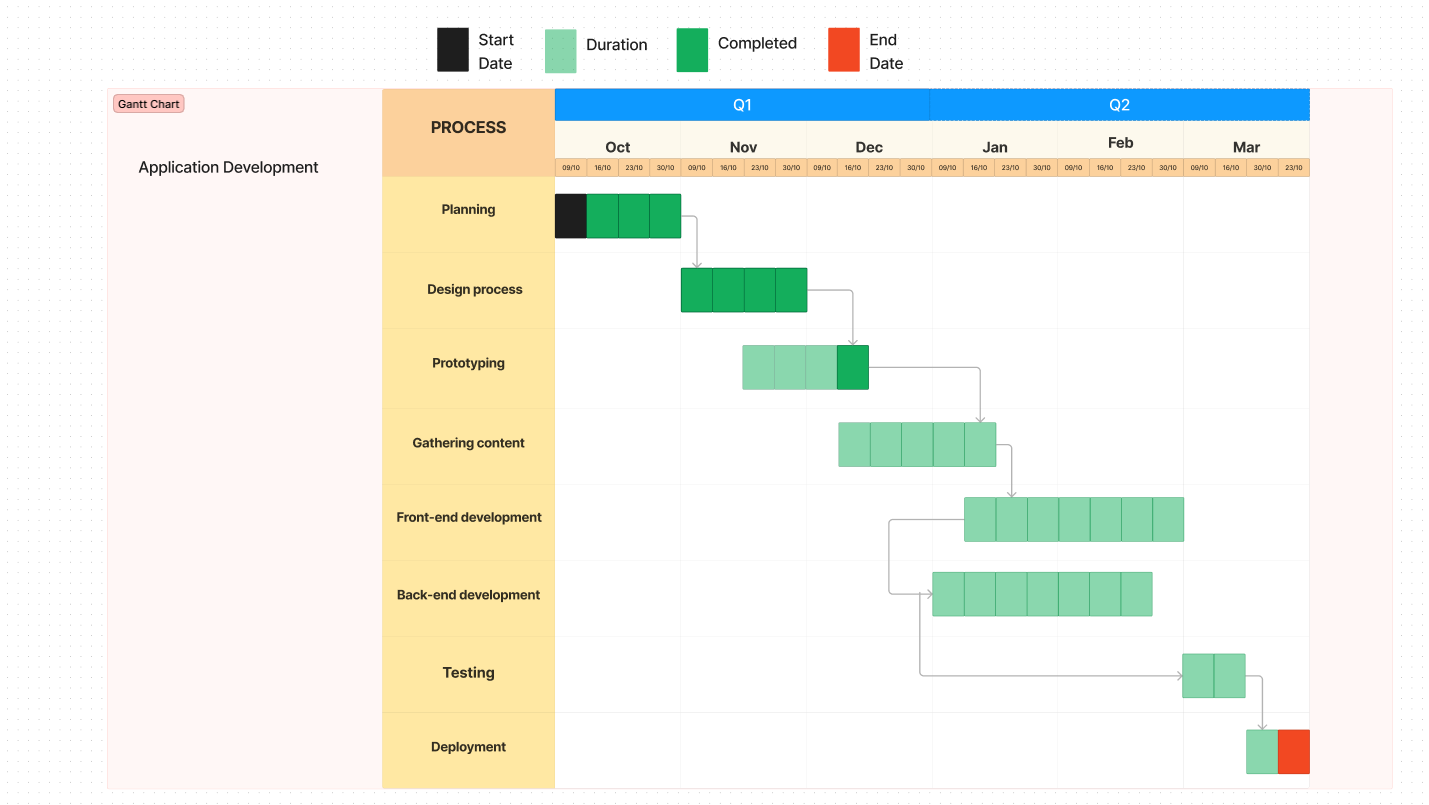 Start
Date
Duration
Completed
End
Date
Gantt Chart
Application Development
PROCESS
Q1
Q2
Oct
Nov
Dec
Jan
Feb
Mar
09/10 16/10 23/10 30/10 09/10 16/10 23/10 30/10 09/10 16/10 23/10 30/10 09/10 16/10 23/10 30/10 09/10 16/10 23/10 30/10 09/10 16/10 30/10 23/10
Planning
Design process
Prototyping
Gathering content
Front-end development
Back-end development
Testing
Deployment